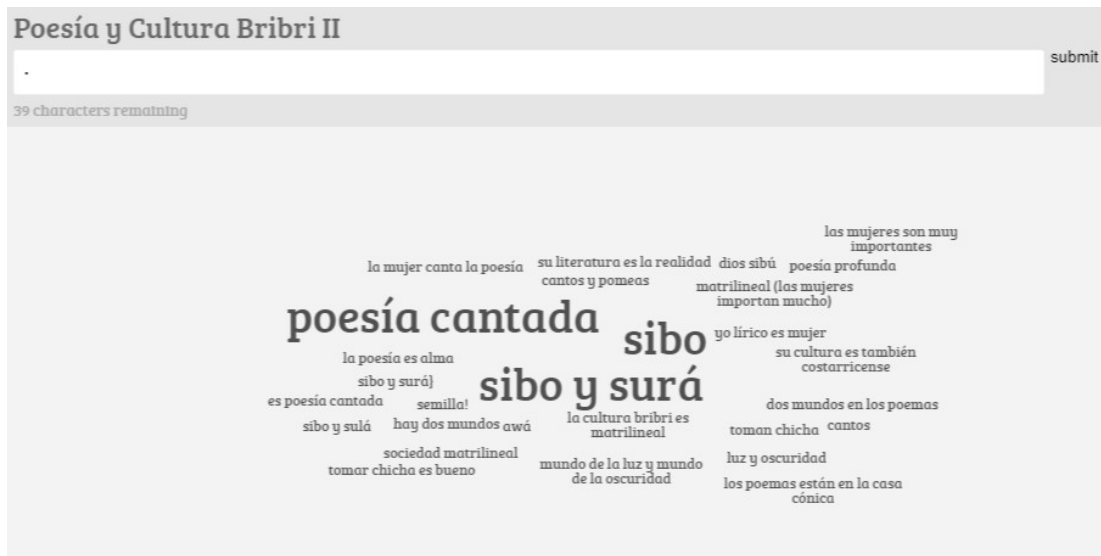 Poesía y Cultura Bribri II
submit
.
39 characters remaining
las mujeres son muy
importantes
la mujer canta la poesía
su literatura es la realidad
dios sibú
poesía profunda
cantos y pomeas
matrilineal (las mujeres
importan mucho)
poesía cantada
sibo
yo lírico es mujer
la poesía es alma
su cultura es también
costarricense
sibo y surá}
sibo y surá
es poesía cantada
semilla!
dos mundos en los poemas
sibo y sulá
hay dos mundos
awá
la cultura bribri es
matrilineal
toman chicha
cantos
sociedad matrilineal
tomar chicha es bueno
mundo de la luz y mundo
de la oscuridad
luz y oscuridad
los poemas están en la casa
cónica